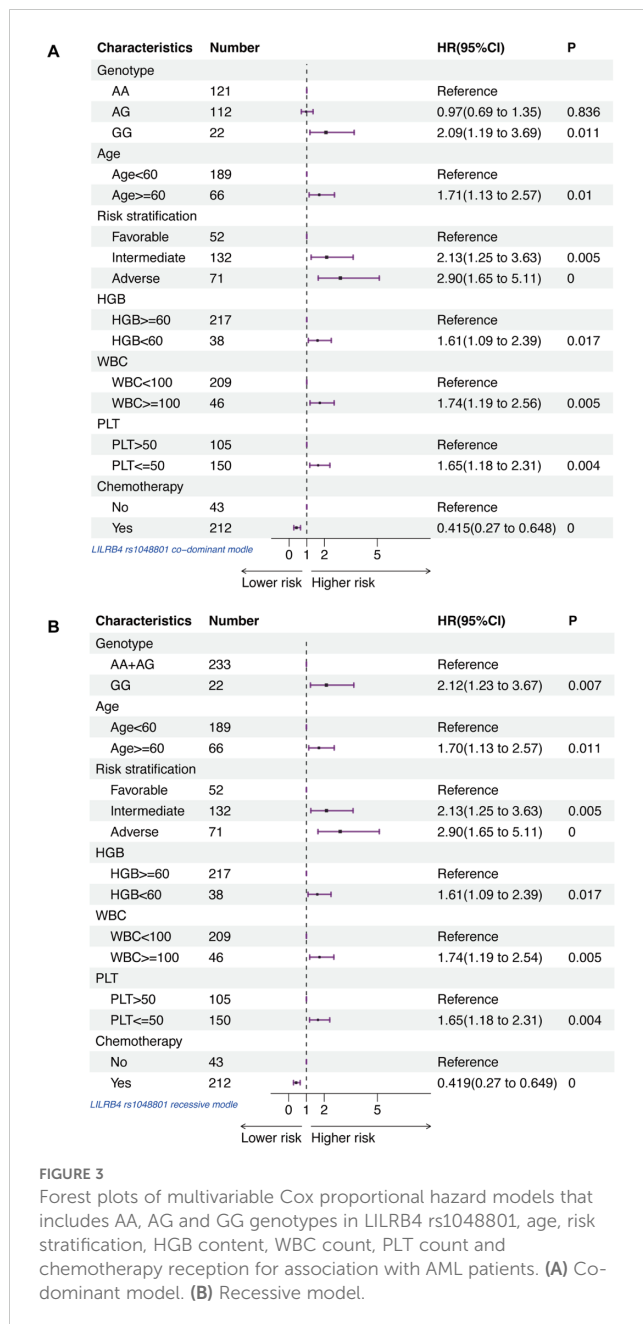 A
Characteristics Number HR(95%CI) P
Genotype
AA 121 Reference
AG 112 0.97(0.69 to 1.35) 0.836
GG 22 2.09(1.19 to 3.69) 0.011
Age
Age<60 189 Reference
Age>=60 66 1.71(1.13 to 2.57) 0.01
Risk stratification
Favorable 52 Reference
Intermediate 132 2.13(1.25 to 3.63) 0.005
Adverse 71 2.90(1.65 to 5.11) 0
HGB
HGB>=60 217 Reference
HGB<60 38 1.61(1.09 to 2.39) 0.017
WBC
WBC<100 209 Reference
WBC>=100 46 1.74(1.19 to 2.56) 0.005
PLT
PLT>50 105 Reference
PLT<=50 150 1.65(1.18 to 2.31) 0.004
Chemotherapy
No 43 Reference
Yes 212 0.415(0.27 to 0.648) 0
LILRB4 rs1048801 co−dominant modle
0 1 2 5
Lower risk Higher risk
B
Characteristics Number HR(95%CI) P
Genotype
AA+AG 233 Reference
GG 22 2.12(1.23 to 3.67) 0.007
Age
Age<60 189 Reference
Age>=60 66 1.70(1.13 to 2.57) 0.011
Risk stratification
Favorable 52 Reference
Intermediate 132 2.13(1.25 to 3.63) 0.005
Adverse 71 2.90(1.65 to 5.11) 0
HGB
HGB>=60 217 Reference
HGB<60 38 1.61(1.09 to 2.39) 0.017
WBC
WBC<100 209 Reference
WBC>=100 46 1.74(1.19 to 2.54) 0.005
PLT
PLT>50 105 Reference
PLT<=50 150 1.65(1.18 to 2.31) 0.004
Chemotherapy
No 43 Reference
Yes 212 0.419(0.27 to 0.649) 0
LILRB4 rs1048801 recessive modle
0 1 2 5
Lower risk Higher risk
FIGURE 3
Forest plots of multivariable Cox proportional hazard models that
includes AA, AG and GG genotypes in LILRB4 rs1048801, age, risk
stratification, HGB content, WBC count, PLT count and
chemotherapy reception for association with AML patients. (A) Co-
dominant model. (B) Recessive model.